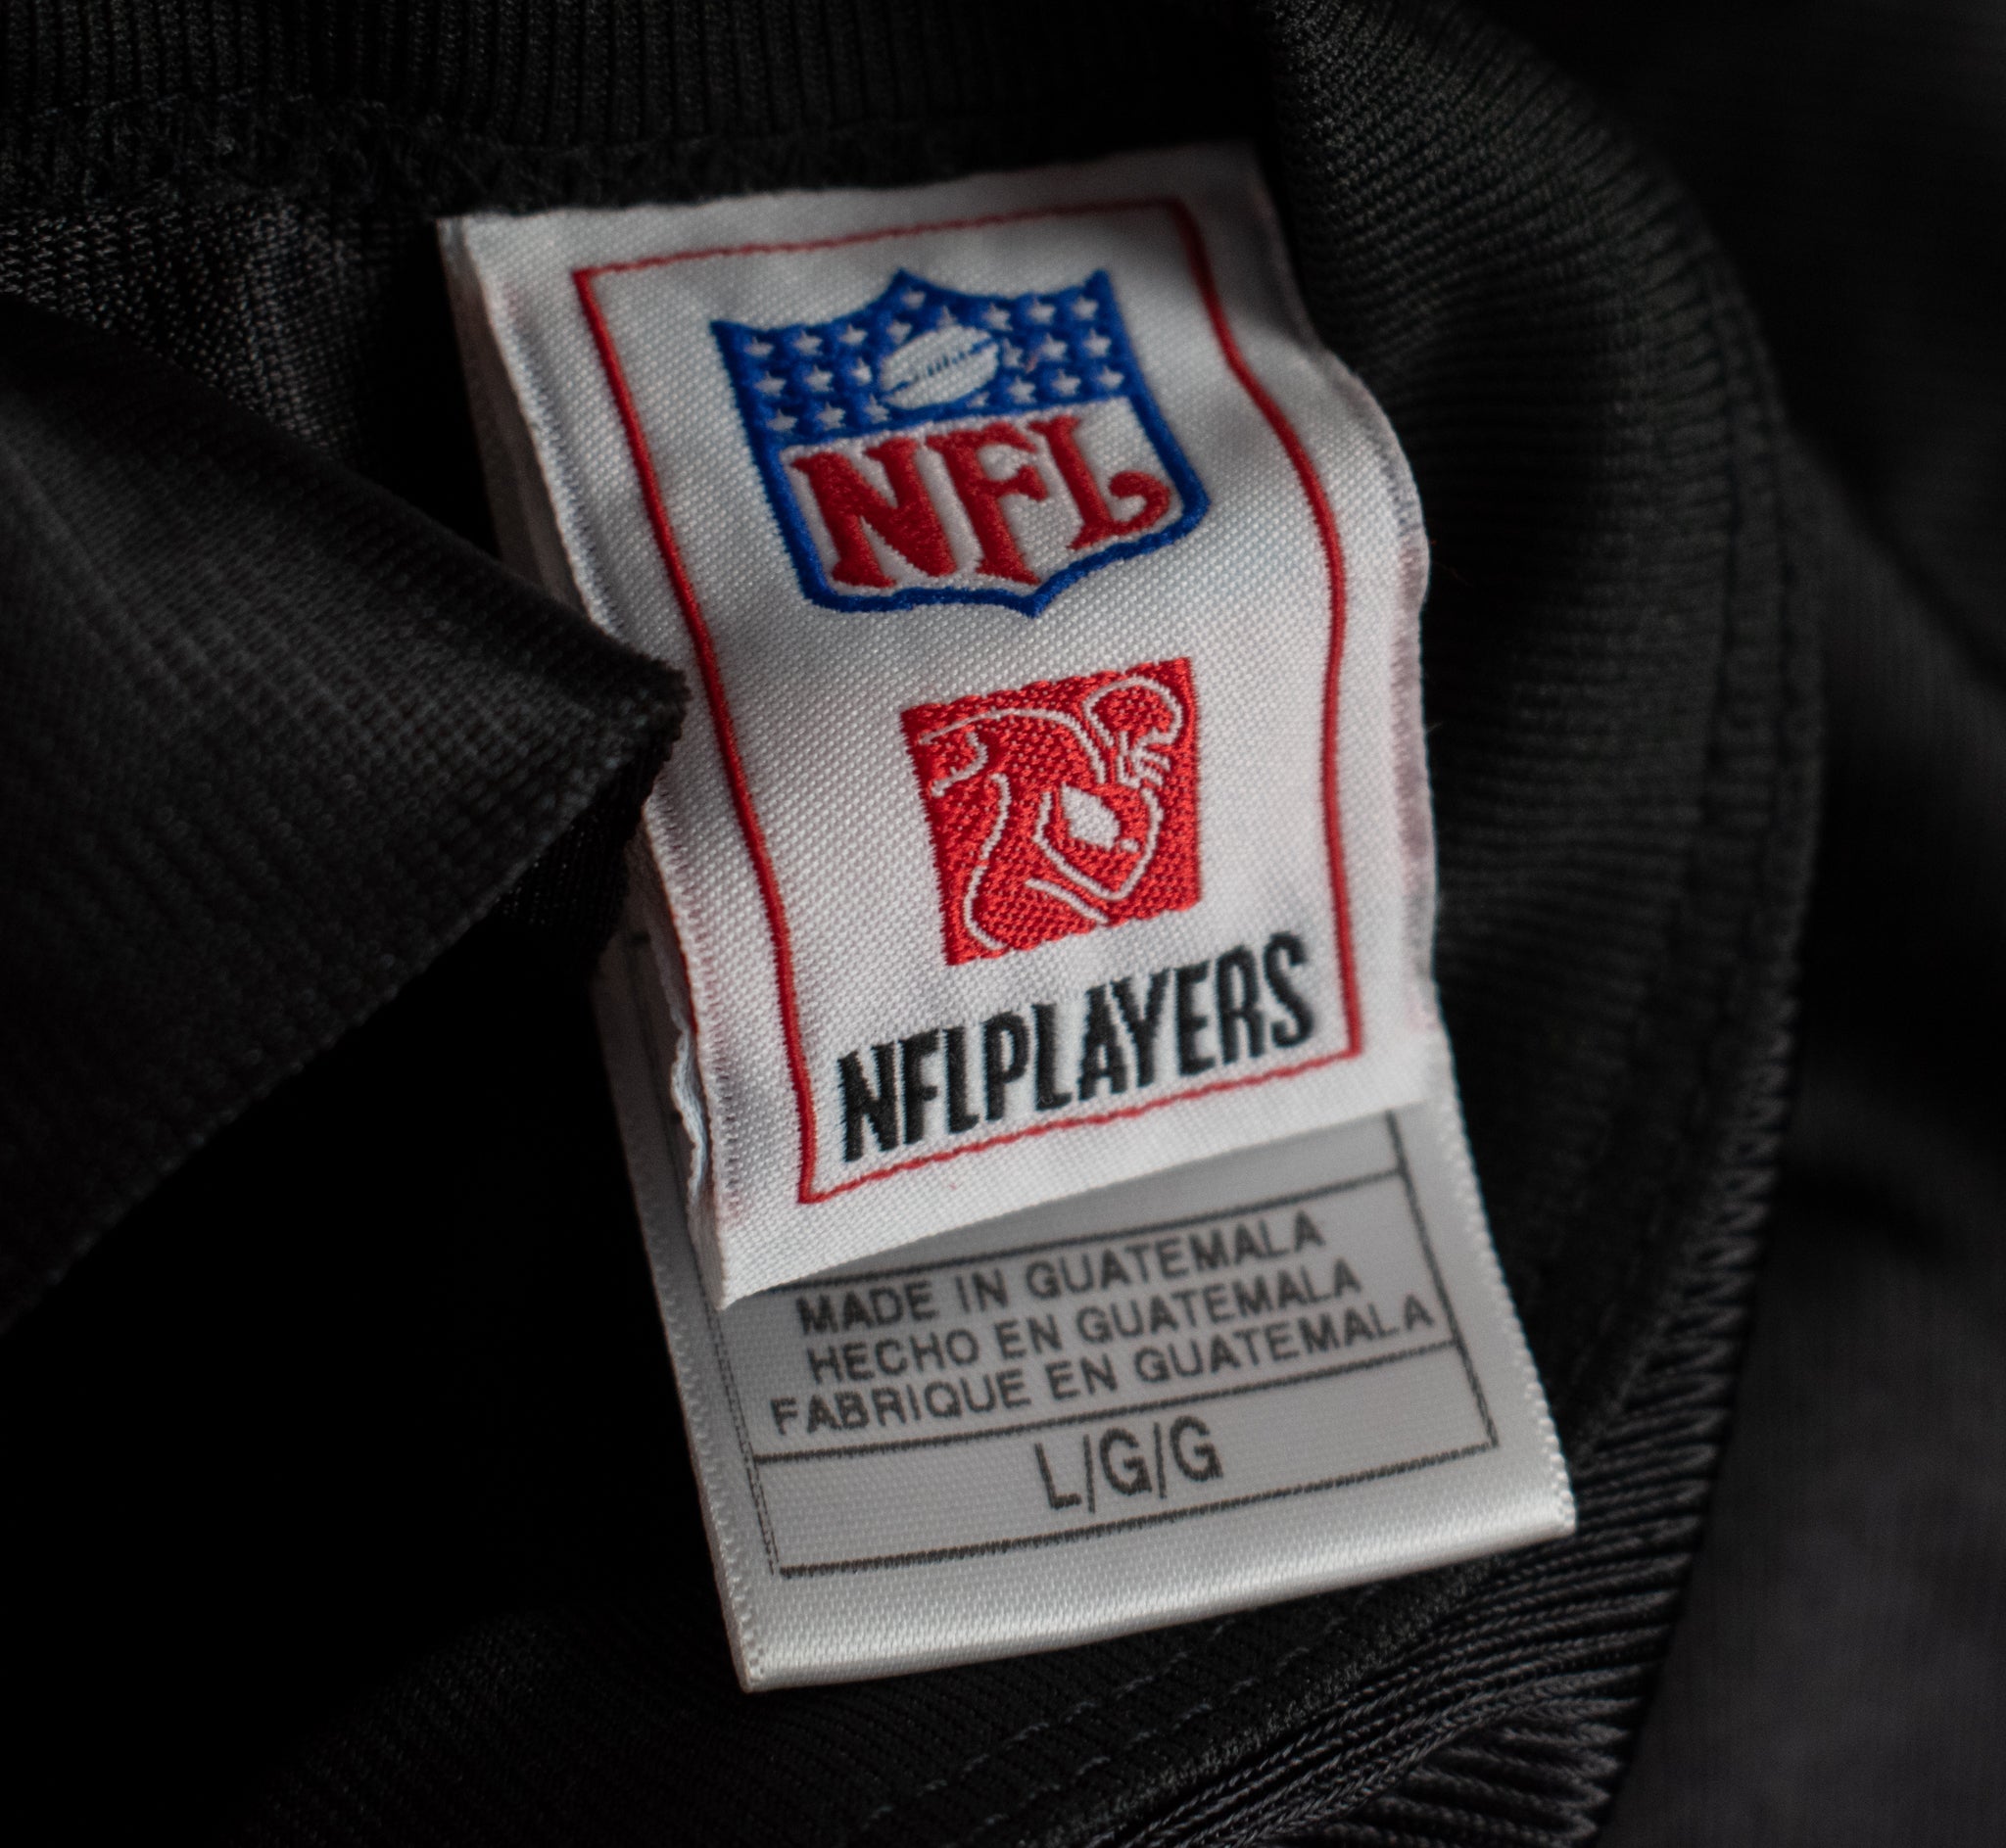 NFL
NFLPLAYERS
MADE IN GUATEMALA
HECHO EN GUATEMALA
FABRIQUE EN GUATEMALA
L/G/G